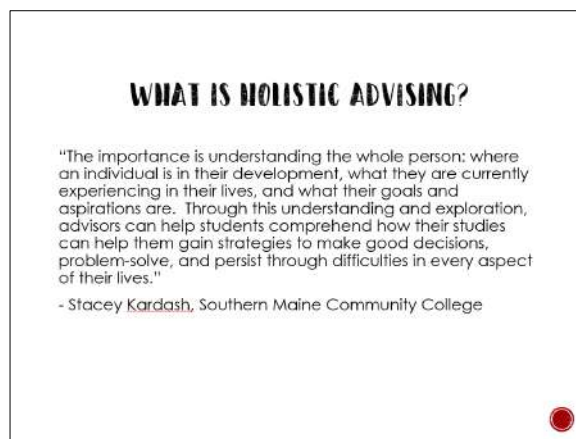 WHAT IS HOLISTIC ADVISING?
“The importance is understanding the whole person: where
an individual is in their development, what they are currently
experiencing in their lives, and what their goals and
aspirations are. Through this understanding and exploration,
advisors can help students comprehend how their studies
can help them gain strategies to make good decisions,
problem-solve, and persist through difficulties in every aspect
of their lives.”
- Stacey Kardash, Southern Maine Community College